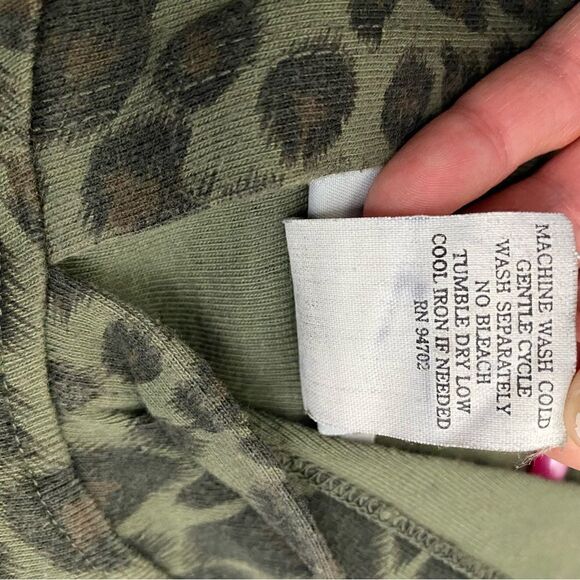 MACHINE WASH COLD
GENTLE CYCLE
WASH SEPARATELY
NO BLEACH
TUMBLE DRY LOW
COOL IRON IF NEEDED
RN 94702